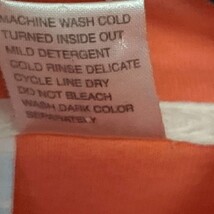 MACHINE WASH COLD
TURNED INSIDE OUT
MILD DETERGENT
COLD RINSE DELICATE
CYCLE LINE DRY
DO NOT BLEACH
WASH DARK COLOR
SEPARATELY